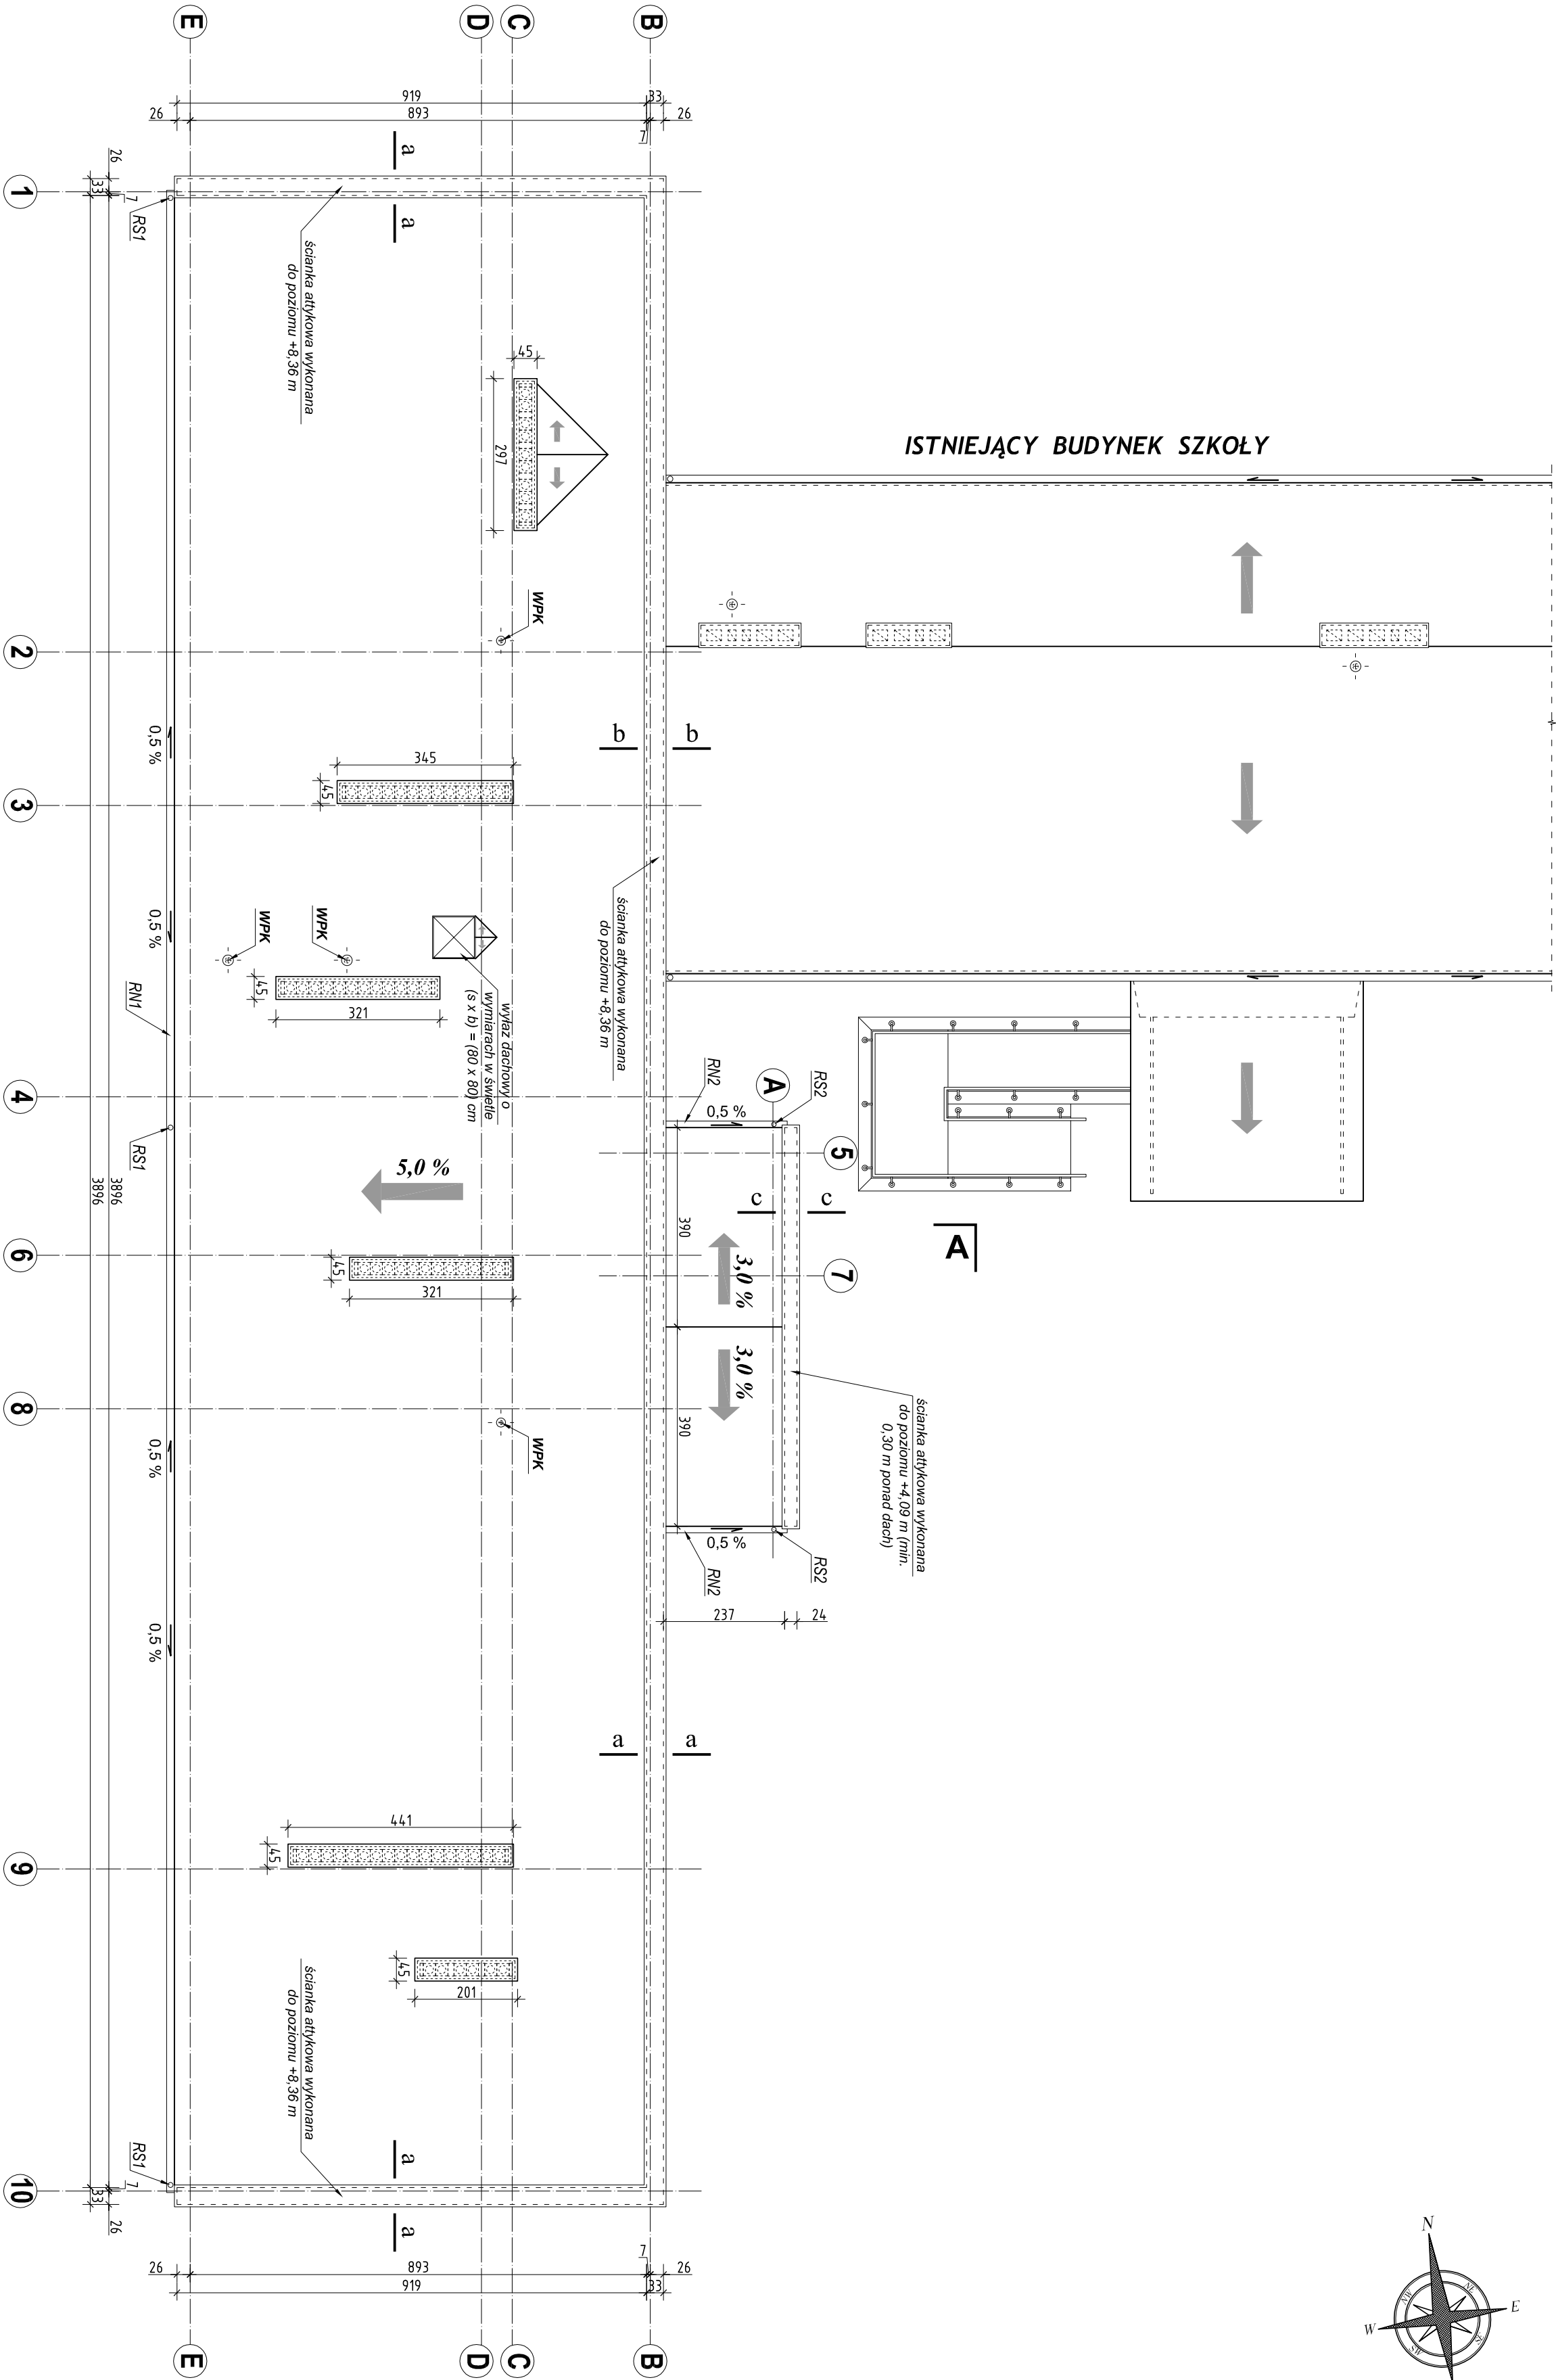 E
D
C
B
919
33
26
893
26
7
a
a
26
33
7
1
RS1
ścianka attykowa wykonana
do poziomu +8,36 m
45
297
ISTNIEJĄCY BUDYNEK SZKOŁY
WPK
2
0,5 %
b
b
345
45
3
0,5 %
WPK
WPK
45
321
RN1
wyłaz dachowy o
wymiarach w świetle
(s x b) = (80 x 80) cm
ścianka attykowa wykonana
do poziomu +8,36 m
4
RS1
3896
3896
5,0 %
RN2
A
RS2
0,5 %
5
c
c
390
A
3,0 %
7
6
45
321
3,0 %
390
8
0,5 %
WPK
ścianka attykowa wykonana
do poziomu +4,09 m (min.
0,30 m ponad dach)
0,5 %
RN2
RS2
237
24
0,5 %
a
a
441
45
9
45
201
ścianka attykowa wykonana
do poziomu +8,36 m
a
a
RS1
7
33
26
10
26
893
7
26
919
33
E
D
C
B
N
E
W
NW
SW